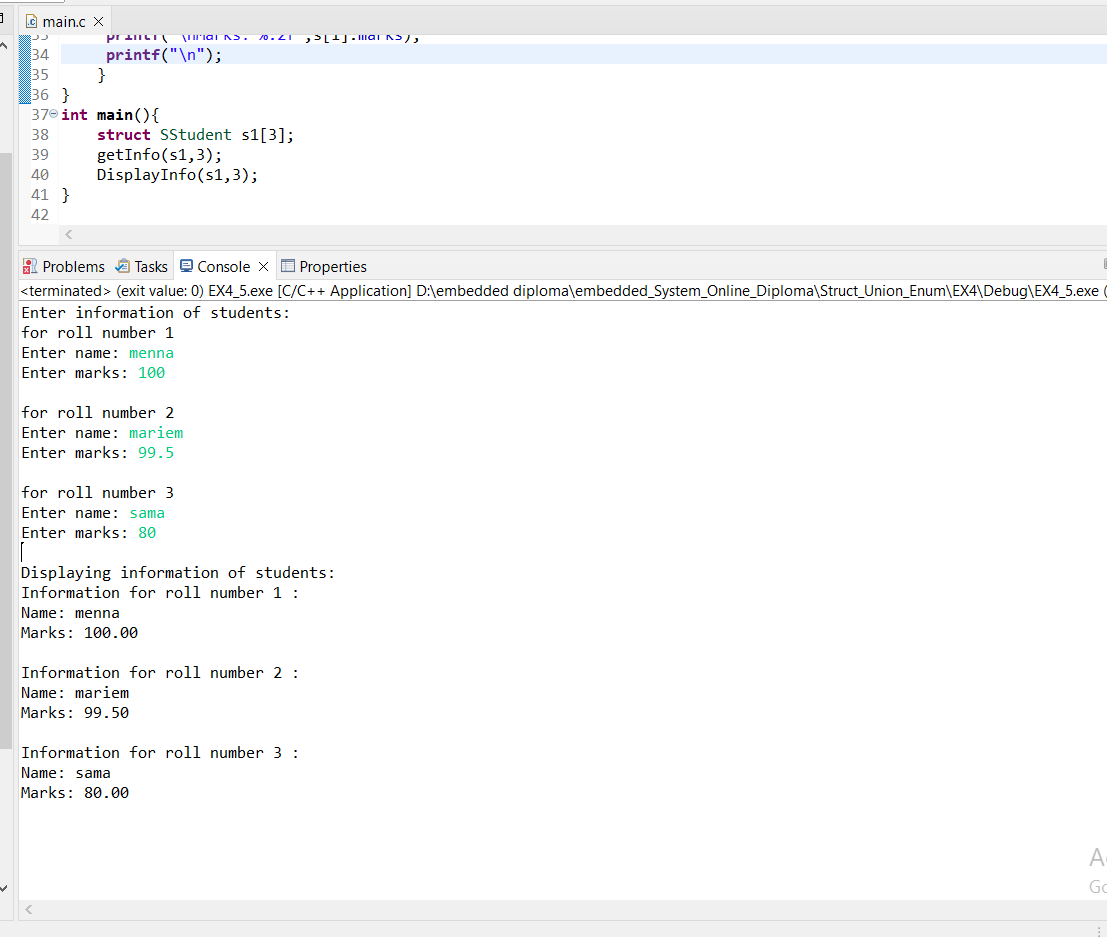 main.c
33 printf("\nMarks: %.2f",s[i].marks);
34 printf("\n");
35 }
36 }
37 int main(){
38 struct SStudent s1[3];
39 getInfo(s1,3);
40 DisplayInfo(s1,3);
41 }
42
Problems Tasks Console Properties
<terminated> (exit value: 0) EX4_5.exe [C/C++ Application] D:\embedded diploma\embedded_System_Online_Diploma\Struct_Union_Enum\EX4\Debug\EX4_5.exe (
Enter information of students:
for roll number 1
Enter name: menna
Enter marks: 100
for roll number 2
Enter name: mariem
Enter marks: 99.5
for roll number 3
Enter name: sama
Enter marks: 80
Displaying information of students:
Information for roll number 1 :
Name: menna
Marks: 100.00
Information for roll number 2 :
Name: mariem
Marks: 99.50
Information for roll number 3 :
Name: sama
Marks: 80.00